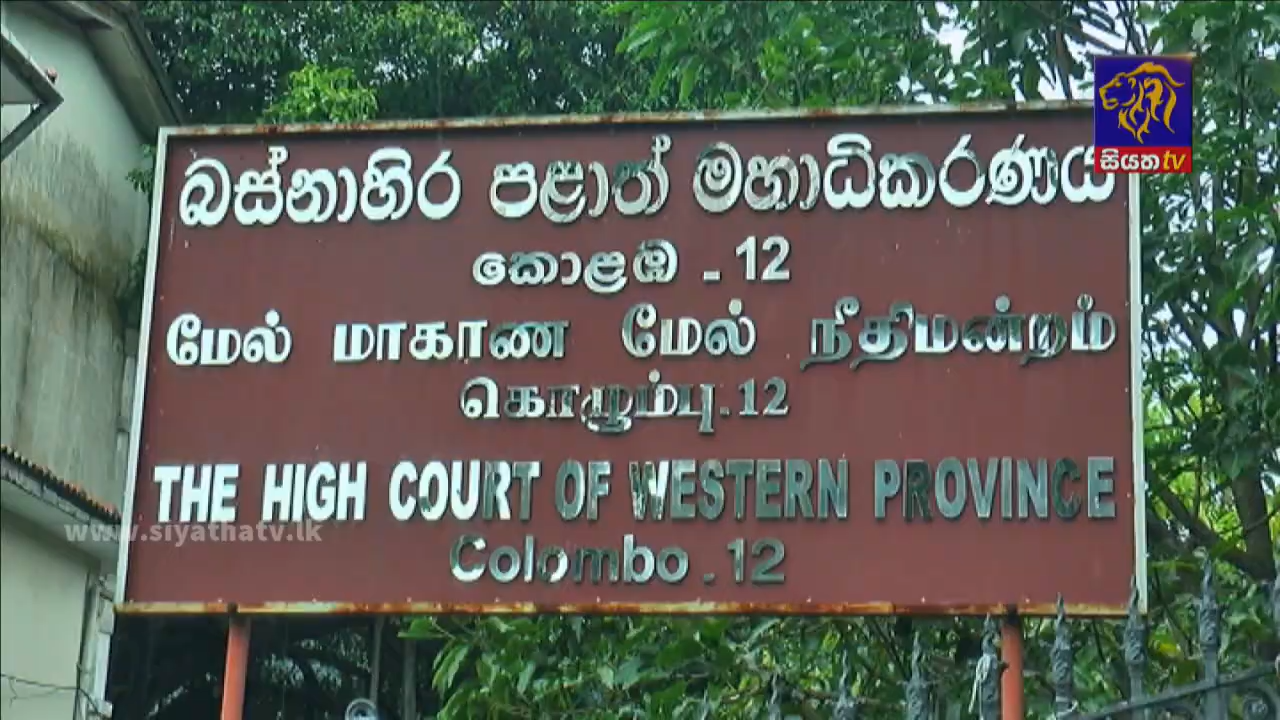 සියත tv
බස්නාහිර පළාත් මහාධිකරණය
කොළඹ - 12
மேல் மாகாண மேல் நீதிமன்றம்
கொழும்பு.12
THE HIGH COURT OF WESTERN PROVINCE
www.siyathatv.lk
Colombo . 12